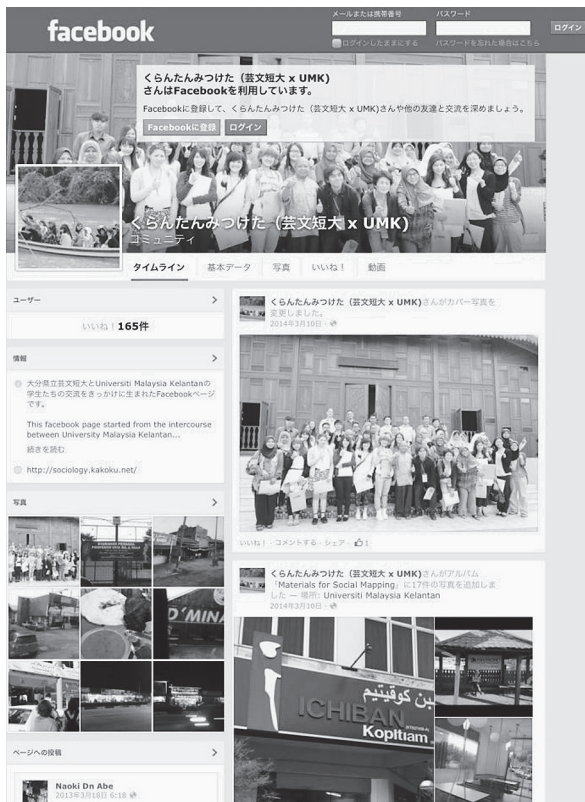 facebook
メールまたは携帯番号
パスワード
ログイン
ログインしたままにする
パスワードを忘れた場合はこちら
くらんたんみつけた（芸文短大 x UMK）
さんはFacebookを利用しています。
Facebookに登録して、くらんたんみつけた（芸文短大 x UMK)さんや他の友達と交流を深めましょう。
Facebookに登録
ログイン
くらんたんみつけた（芸文短大 x UMK)
コミュニティ
タイムライン
基本データ
写真
いいね！
動画
ユーザー
いいね！165件
情報
大分県立芸文短大とUniversiti Malaysia Kelantanの
学生たちの交流をきっかけに生まれたFacebookページ
です。
This facebook page started from the intercourse
between University Malaysia Kelantan...
続きを読む
http://sociology.kakoku.net/
写真
D'MINA
ページへの投稿
Naoki Dn Abe
2013年3月18日 6:18
くらんたんみつけた（芸文短大 x UMK)さんがカバー写真を
変更しました。
2014年3月10日
いいね！ · コメントする · シェア · 1
くらんたんみつけた（芸文短大 x UMK)さんがアルバム
「Materials for Social Mapping」に17件の写真を追加しま
した — 場所: Universiti Malaysia Kelantan
2014年3月10日
ICHIBAN
Kopitiam